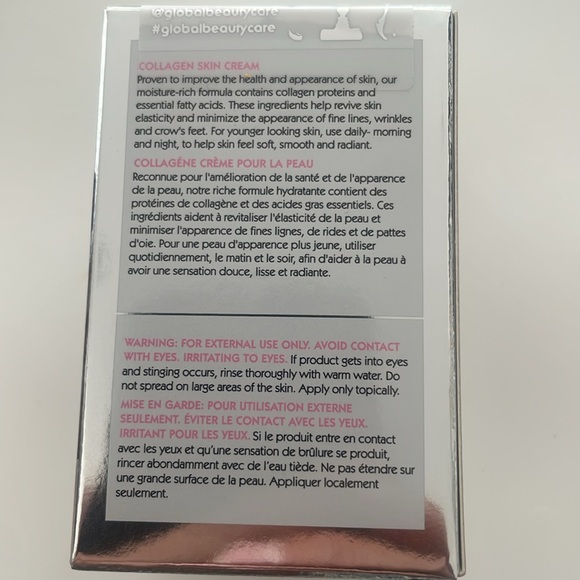 @globalbeautycare
#globalbeautycare
COLLAGEN SKIN CREAM
Proven to improve the health and appearance of skin, our
moisture-rich formula contains collagen proteins and
essential fatty acids. These ingredients help revive skin
elasticity and minimize the appearance of fine lines, wrinkles
and crow's feet. For younger looking skin, use daily- morning
and night, to help skin feel soft, smooth and radiant.
COLLAGÉNE CRÈME POUR LA PEAU
Reconnue pour l'amélioration de la santé et de l'apparence
de la peau, notre riche formule hydratante contient des
protéines de collagène et des acides gras essentiels. Ces
ingrédients aident à revitaliser l'élasticité de la peau et
minimiser l'apparence de fines lignes, de rides et de pattes
d'oie. Pour une peau d'apparence plus jeune, utiliser
quotidiennement, le matin et le soir, afin d'aider à la peau à
avoir une sensation douce, lisse et radiante.
WARNING: FOR EXTERNAL USE ONLY. AVOID CONTACT
WITH EYES. IRRITATING TO EYES. If product gets into eyes
and stinging occurs, rinse thoroughly with warm water. Do
not spread on large areas of the skin. Apply only topically.
MISE EN GARDE: POUR UTILISATION EXTERNE
SEULEMENT. ÉVITER LE CONTACT AVEC LES YEUX.
IRRITANT POUR LES YEUX. Si le produit entre en contact
avec les yeux et qu'une sensation de brûlure se produit,
rincer abondamment avec de l'eau tiède. Ne pas étendre sur
une grande surface de la peau. Appliquer localement
seulement.